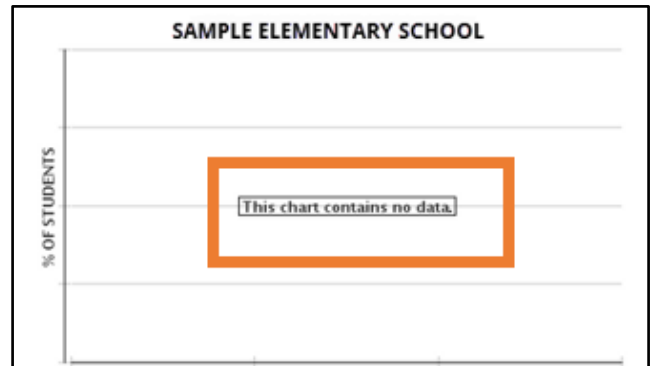 SAMPLE ELEMENTARY SCHOOL
% OF STUDENTS
This chart contains no data.